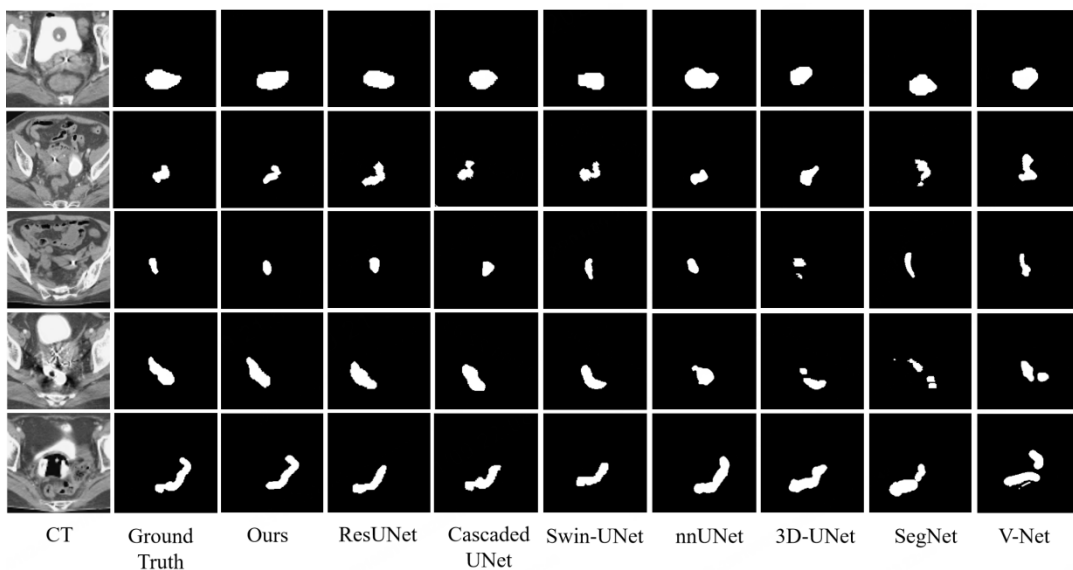 CT
Ground
Truth
Ours
ResUNet
Cascaded
UNet
Swin-UNet
nnUNet
3D-UNet
SegNet
V-Net